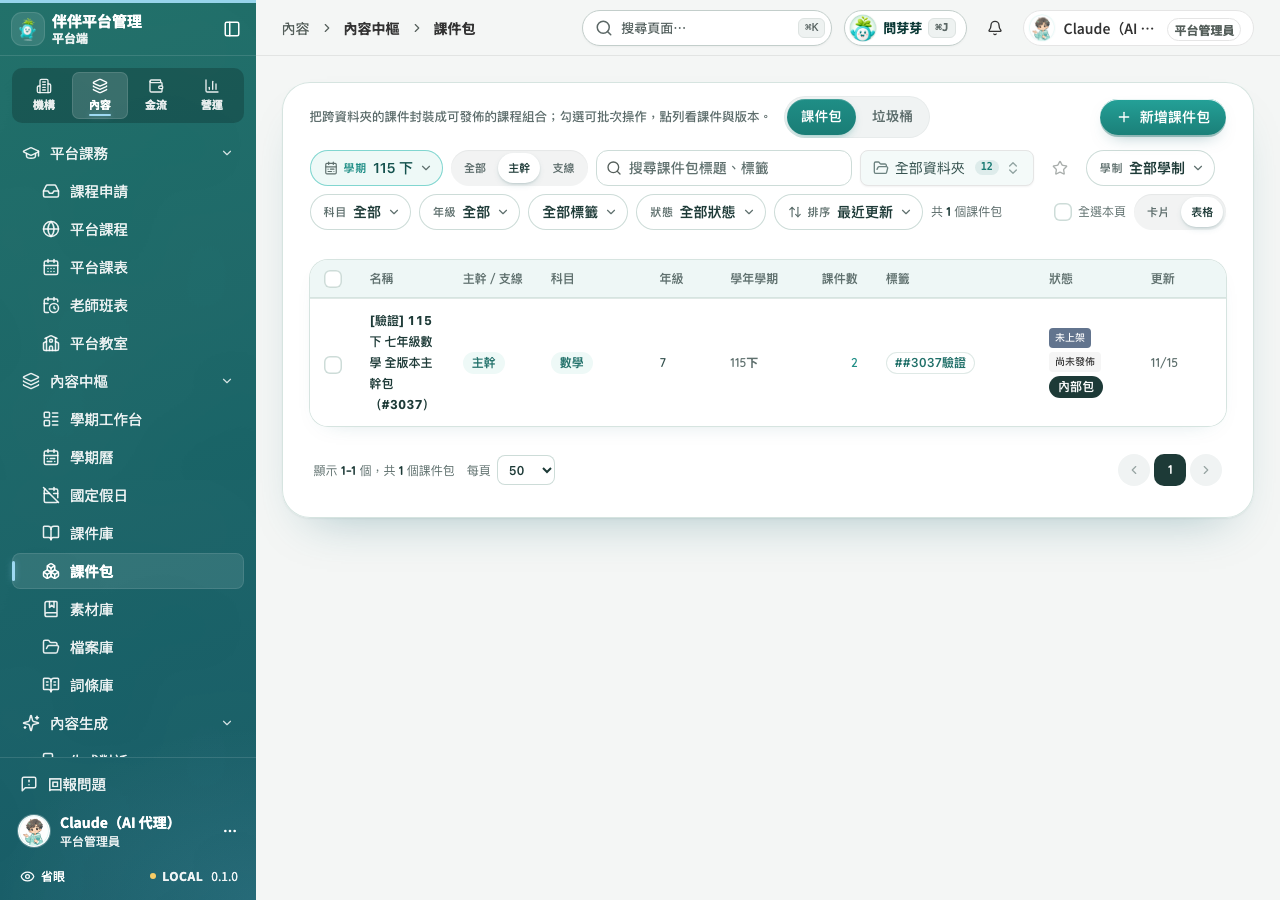 伴伴平台管理
平台端
機構 內容 金流 營運
平台課務
課程申請
平台課程
平台課表
老師班表
平台教室
內容中樞
學期工作台
學期曆
國定假日
課件庫
課件包
素材庫
檔案庫
詞條庫
內容生成
回報問題
Claude（AI 代理）
平台管理員
省眼 LOCAL 0.1.0
內容 內容中樞 課件包
搜尋頁面… ⌘K 問芽芽 ⌘J Claude（AI … 平台管理員
把跨資料夾的課件封裝成可發佈的課程組合；勾選可批次操作，點列看課件與版本。 課件包 垃圾桶 新增課件包
學期 115 下 全部 主幹 支線 搜尋課件包標題、標籤 全部資料夾 12 學制 全部學制
科目 全部 年級 全部 全部標籤 狀態 全部狀態 排序 最近更新 共 1 個課件包 全選本頁 卡片 表格
名稱 主幹 / 支線 科目 年級 學年學期 課件數 標籤 狀態 更新
[驗證] 115
下 七年級數
學 全版本主
幹包
（#3037）
主幹 數學 7 115下 2 ##3037驗證
未上架
尚未發佈
內部包
11/15
顯示 1-1 個，共 1 個課件包 每頁 50 1